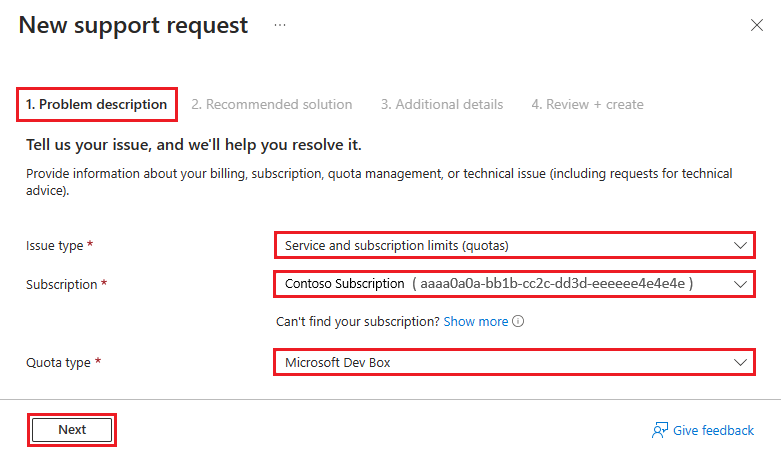 New support request ...
1. Problem description 2. Recommended solution 3. Additional details 4. Review + create
Tell us your issue, and we'll help you resolve it.
Provide information about your billing, subscription, quota management, or technical issue (including requests for technical
advice).
Issue type * Service and subscription limits (quotas)
Subscription * Contoso Subscription ( aaaa0a0a-bb1b-cc2c-dd3d-eeeeee4e4e4e )
Can't find your subscription? Show more
Quota type * Microsoft Dev Box
Next Give feedback